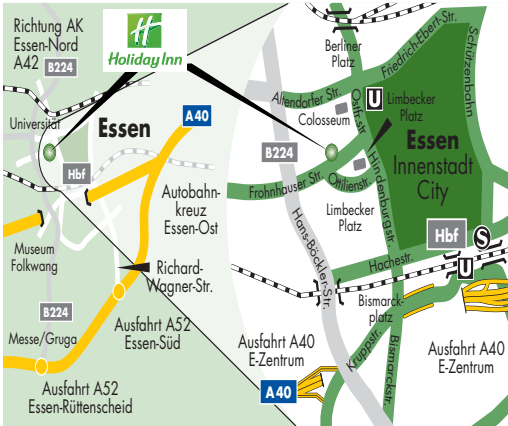 Richtung AK
Essen-Nord
A42
B224
Holiday Inn
Universität
Essen
A40
Hbf
Autobahn-
kreuz
Essen-Ost
Museum
Folkwang
Richard-
Wagner-Str.
B224
Messe/Gruga
Ausfahrt A52
Essen-Süd
Ausfahrt A52
Essen-Rüttenscheid
Berliner
Platz
Friedrich-Ebert-Str.
Schützenbahn
Altendorfer Str.
Ostfr.str
U
Limbecker
Platz
Colosseum
B224
Essen
Innenstadt
City
Frohnhauser Str.
Ottilienstr.
Hindenburgstr.
Limbecker
Platz
Hans-Böckler-Str.
Hbf
S
U
Hachestr.
Bismarck-
platz
Ausfahrt A40
E-Zentrum
A40
Kruppstr.
Bismarckstr.
Ausfahrt A40
E-Zentrum